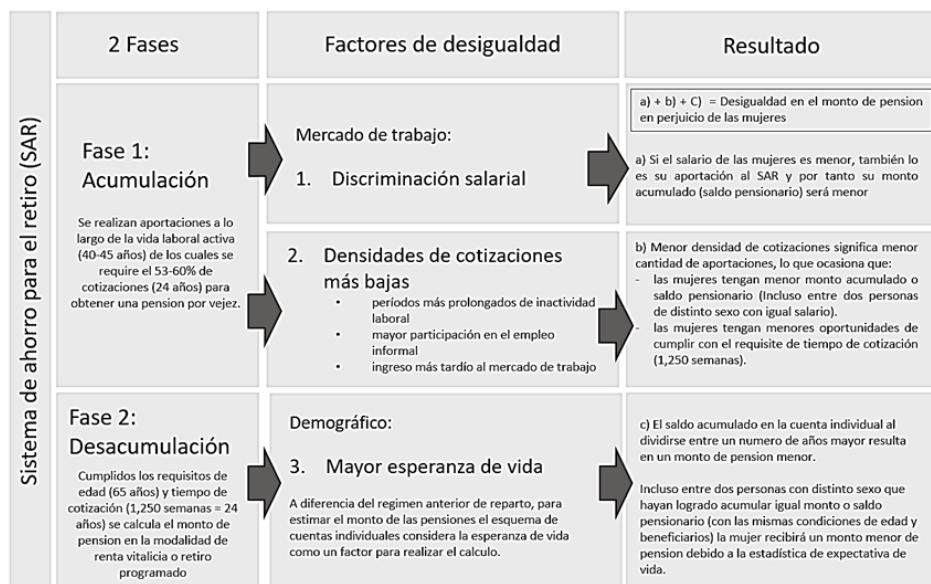 Sistema de ahorro para el retiro (SAR)
2 Fases
Factores de desigualdad
Resultado
Fase 1:
Acumulación
Se realizan aportaciones a lo
largo de la vida laboral activa
(40-45 años) de los cuales se
require el 53-60% de
cotizaciones (24 años) para
obtener una pension por vejez.
Mercado de trabajo:
1. Discriminación salarial
a) + b) + C) = Desigualdad en el monto de pension
en perjuicio de las mujeres
a) Si el salario de las mujeres es menor, también lo
es su aportación al SAR y por tanto su monto
acumulado (saldo pensionario) será menor
2. Densidades de cotizaciones
más bajas
• períodos más prolongados de inactividad
laboral
• mayor participación en el empleo
informal
• ingreso más tardío al mercado de trabajo
b) Menor densidad de cotizaciones significa menor
cantidad de aportaciones, lo que ocasiona que:
- las mujeres tengan menor monto acumulado o
saldo pensionario (Incluso entre dos personas
de distinto sexo con igual salario).
- las mujeres tengan menores oportunidades de
cumplir con el requisite de tiempo de cotización
(1,250 semanas).
Fase 2:
Desacumulación
Cumplidos los requisitos de
edad (65 años) y tiempo de
cotización (1,250 semanas = 24
años) se calcula el monto de
pension en la modalidad de
renta vitalicia o retiro
programado
Demográfico:
3. Mayor esperanza de vida
A diferencia del regimen anterior de reparto, para
estimar el monto de las pensiones el esquema de
cuentas individuales considera la esperanza de vida
como un factor para realizar el calculo.
c) El saldo acumulado en la cuenta individual al
dividirse entre un numero de años mayor resulta
en un monto de pension menor.
Incluso entre dos personas con distinto sexo que
hayan logrado acumular igual monto o saldo
pensionario (con las mismas condiciones de edad y
beneficiarios) la mujer recibirá un monto menor de
pension debido a la estadística de expectativa de
vida.